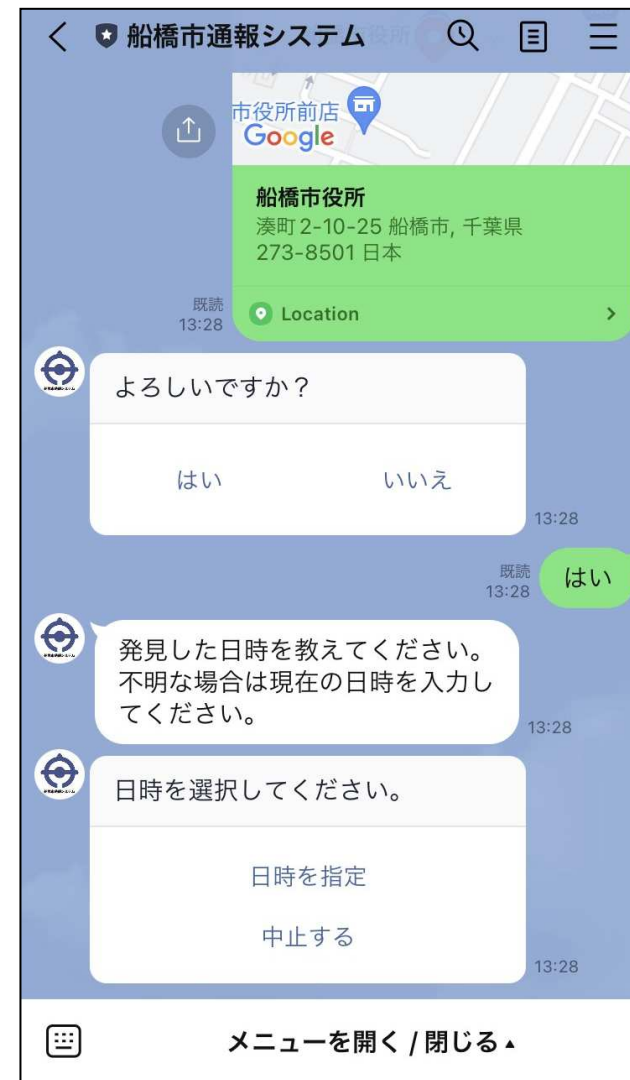 船橋市通報システム
市役所前店
Google
船橋市役所
湊町2-10-25 船橋市, 千葉県
273-8501 日本
既読
13:28
Location
よろしいですか？
はい いいえ
13:28
既読
13:28
はい
発見した日時を教えてください。
不明な場合は現在の日時を入力し
てください。
13:28
日時を選択してください。
日時を指定
中止する
13:28
メニューを開く / 閉じる